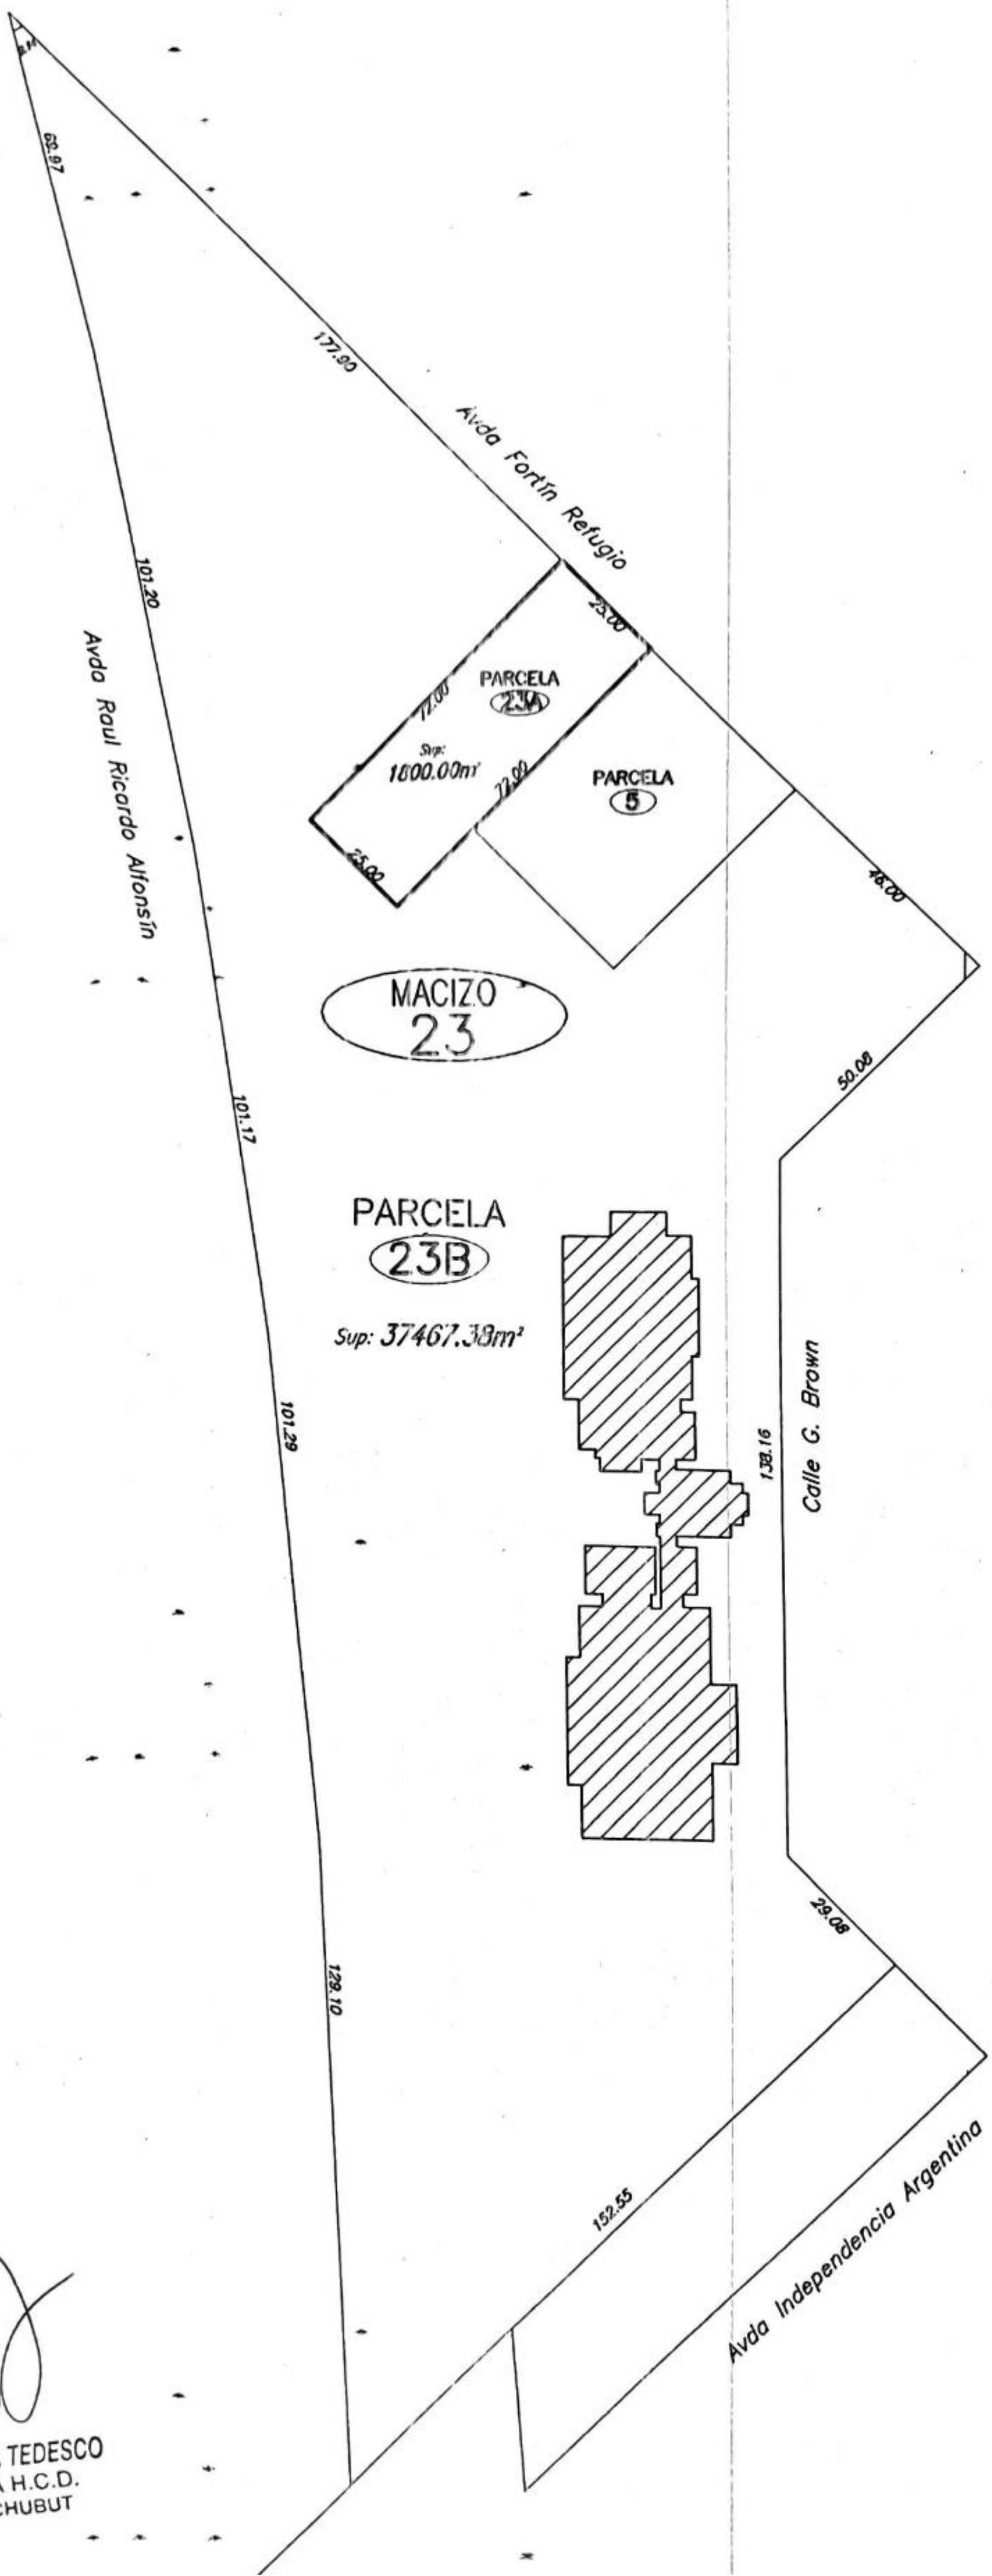 69.97
177.90
Avda Fortín Refugio
101.20
25.00
PARCELA
23A
72.00
Sup:
1800.00m²
72.00
PARCELA
5
Avda Raul Ricardo Alfonsín
25.00
46.00
MACIZO
23
50.08
101.17
PARCELA
23B
Sup: 37467.38m²
101.29
138.16
Calle G. Brown
29.08
129.10
152.55
Avda Independencia Argentina
TEDESCO
A H.C.D.
CHUBUT